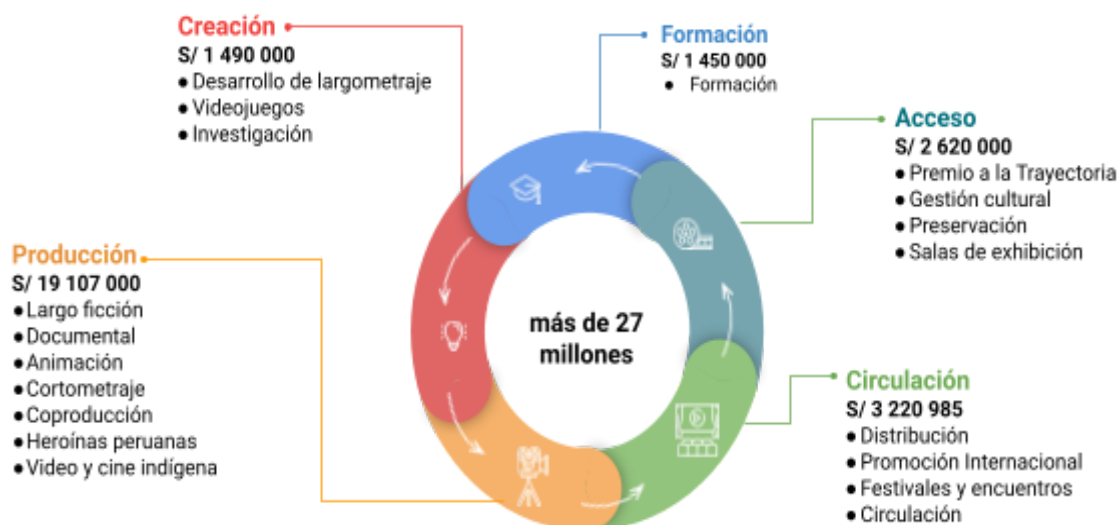 Creación
S/ 1 490 000
● Desarrollo de largometraje
● Videojuegos
● Investigación
Formación
S/ 1 450 000
● Formación
Acceso
S/ 2 620 000
● Premio a la Trayectoria
● Gestión cultural
● Preservación
● Salas de exhibición
Producción
S/ 19 107 000
● Largo ficción
● Documental
● Animación
● Cortometraje
● Coproducción
● Heroínas peruanas
● Video y cine indígena
más de 27
millones
Circulación
S/ 3 220 985
● Distribución
● Promoción Internacional
● Festivales y encuentros
● Circulación